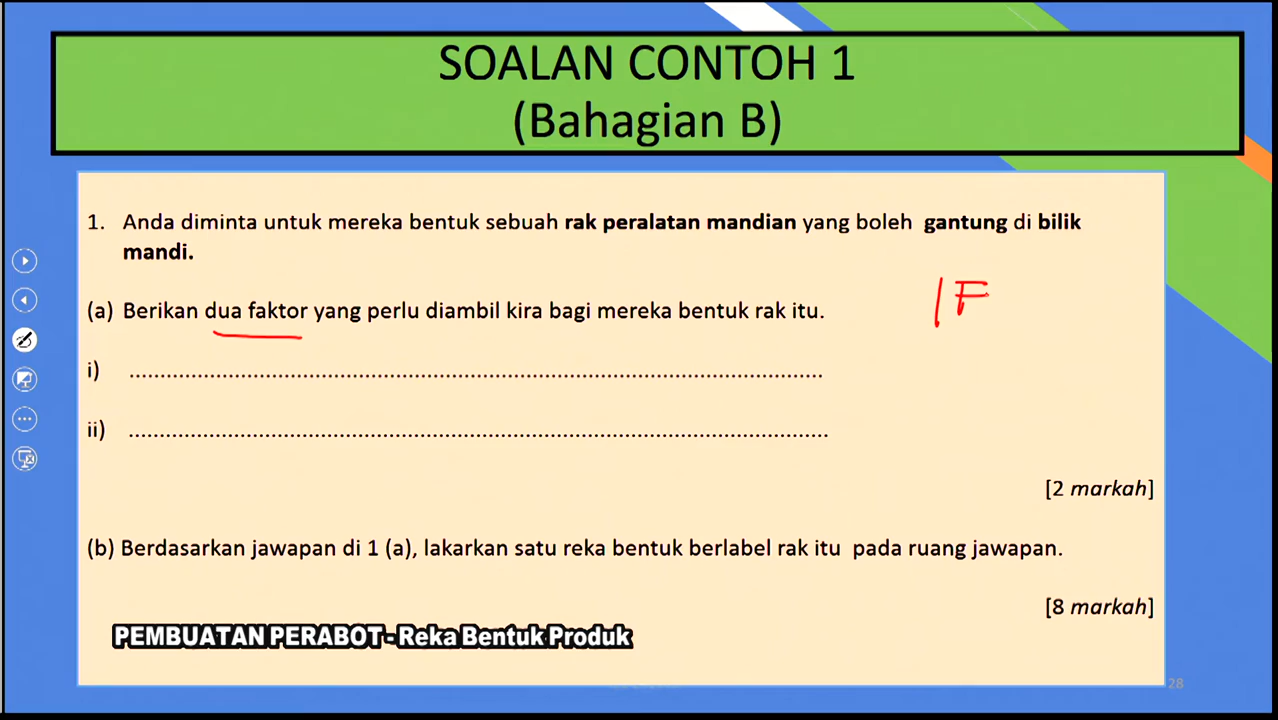 SOALAN CONTOH 1
(Bahagian B)
1. Anda diminta untuk mereka bentuk sebuah rak peralatan mandian yang boleh gantung di bilik
mandi.
(a) Berikan dua faktor yang perlu diambil kira bagi mereka bentuk rak itu.
1F
i) ....................................................................................................................
ii) ....................................................................................................................
[2 markah]
(b) Berdasarkan jawapan di 1 (a), lakarkan satu reka bentuk berlabel rak itu pada ruang jawapan.
[8 markah]
PEMBUATAN PERABOT - Reka Bentuk Produk
28